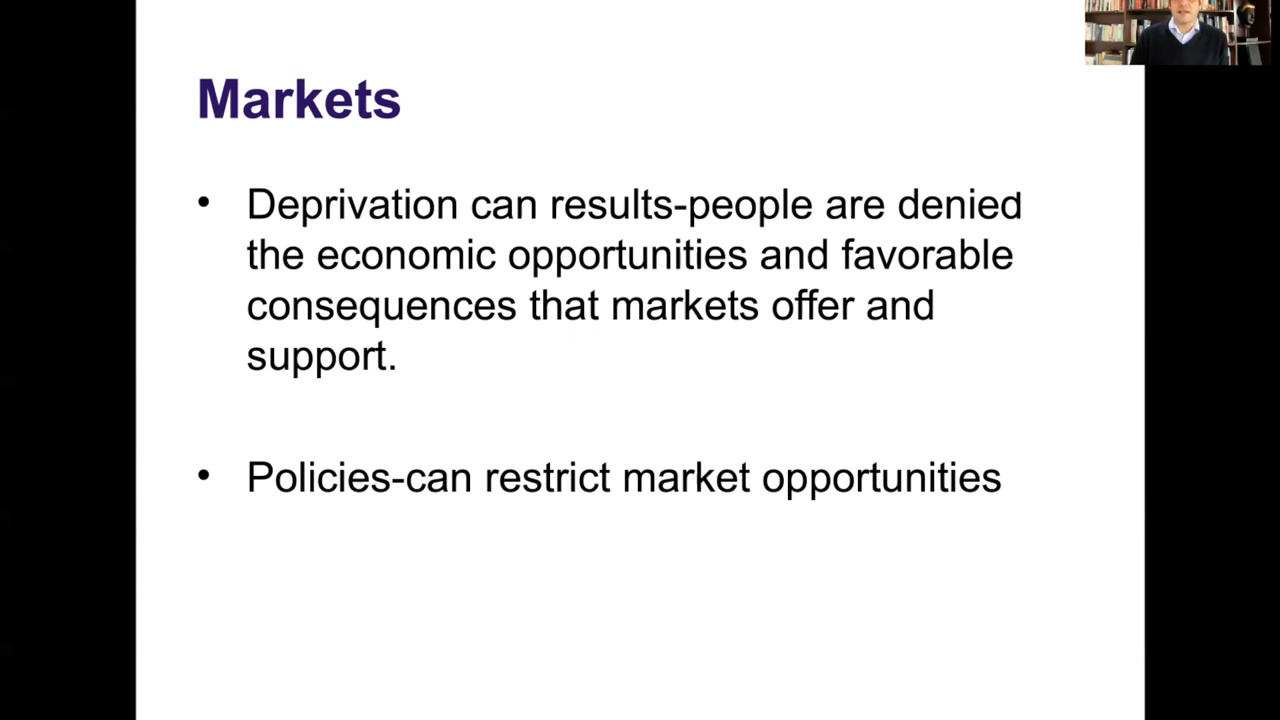 Markets
• Deprivation can results-people are denied
the economic opportunities and favorable
consequences that markets offer and
support.
• Policies-can restrict market opportunities